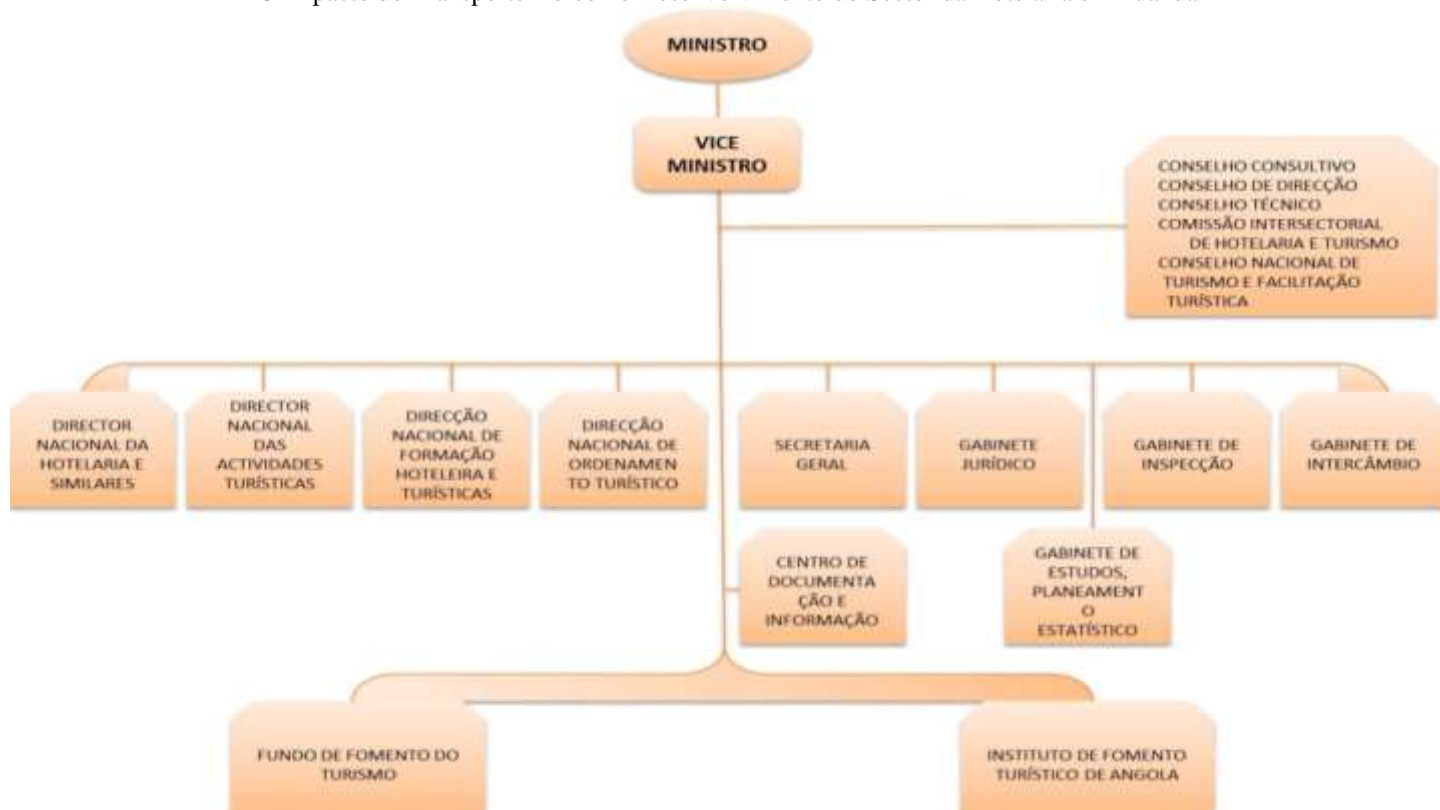 MINISTRO
VICE
MINISTRO
CONSELHO CONSULTIVO
CONSELHO DE DIRECÇÃO
CONSELHO TÉCNICO
COMISSÃO INTERSECTORIAL
DE HOTELARIA E TURISMO
CONSELHO NACIONAL DE
TURISMO E FACILITAÇÃO
TURÍSTICA
DIRECTOR
NACIONAL DA
HOTELARIA E
SIMILARES
DIRECTOR
NACIONAL
DAS
ACTIVIDADES
TURÍSTICAS
DIRECÇÃO
NACIONAL DE
FORMAÇÃO
HOTELEIRA E
TURÍSTICAS
DIRECÇÃO
NACIONAL DE
ORDENAMEN
TO TURÍSTICO
SECRETARIA
GERAL
GABINETE
JURÍDICO
GABINETE DE
INSPECÇÃO
GABINETE DE
INTERCÂMBIO
CENTRO DE
DOCUMENTA
ÇÃO E
INFORMAÇÃO
GABINETE DE
ESTUDOS,
PLANEAMENT
O
ESTATÍSTICO
FUNDO DE FOMENTO DO
TURISMO
INSTITUTO DE FOMENTO
TURÍSTICO DE ANGOLA